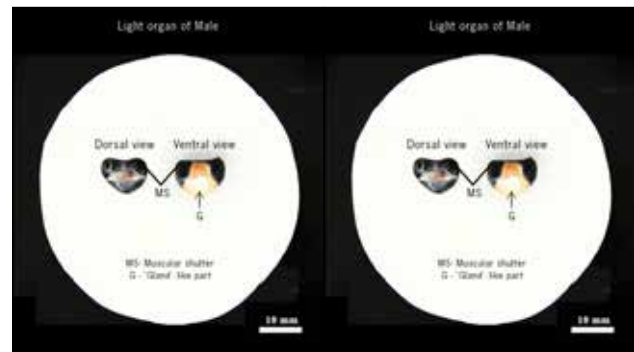 Light organ of Male
Dorsal view Ventral view
MS
G
MS- Muscular shutter
G - 'Gland' like part
10 mm
Light organ of Male
Dorsal view Ventral view
MS
G
MS- Muscular shutter
G - 'Gland' like part
10 mm